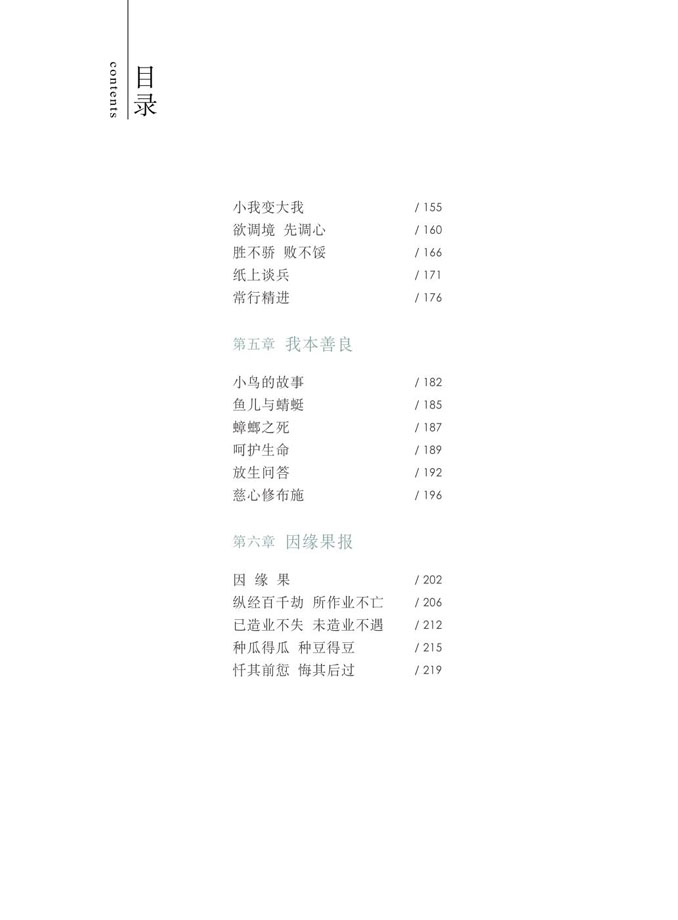 目录
contents
小我变大我 / 155
欲调境 先调心 / 160
胜不骄 败不馁 / 166
纸上谈兵 / 171
常行精进 / 176
第五章 我本善良
小鸟的故事 / 182
鱼儿与蜻蜓 / 185
蟑螂之死 / 187
呵护生命 / 189
放生问答 / 192
慈心修布施 / 196
第六章 因缘果报
因 缘 果 / 202
纵经百千劫 所作业不亡 / 206
已造业不失 未造业不遇 / 212
种瓜得瓜 种豆得豆 / 215
忏其前愆 悔其后过 / 219